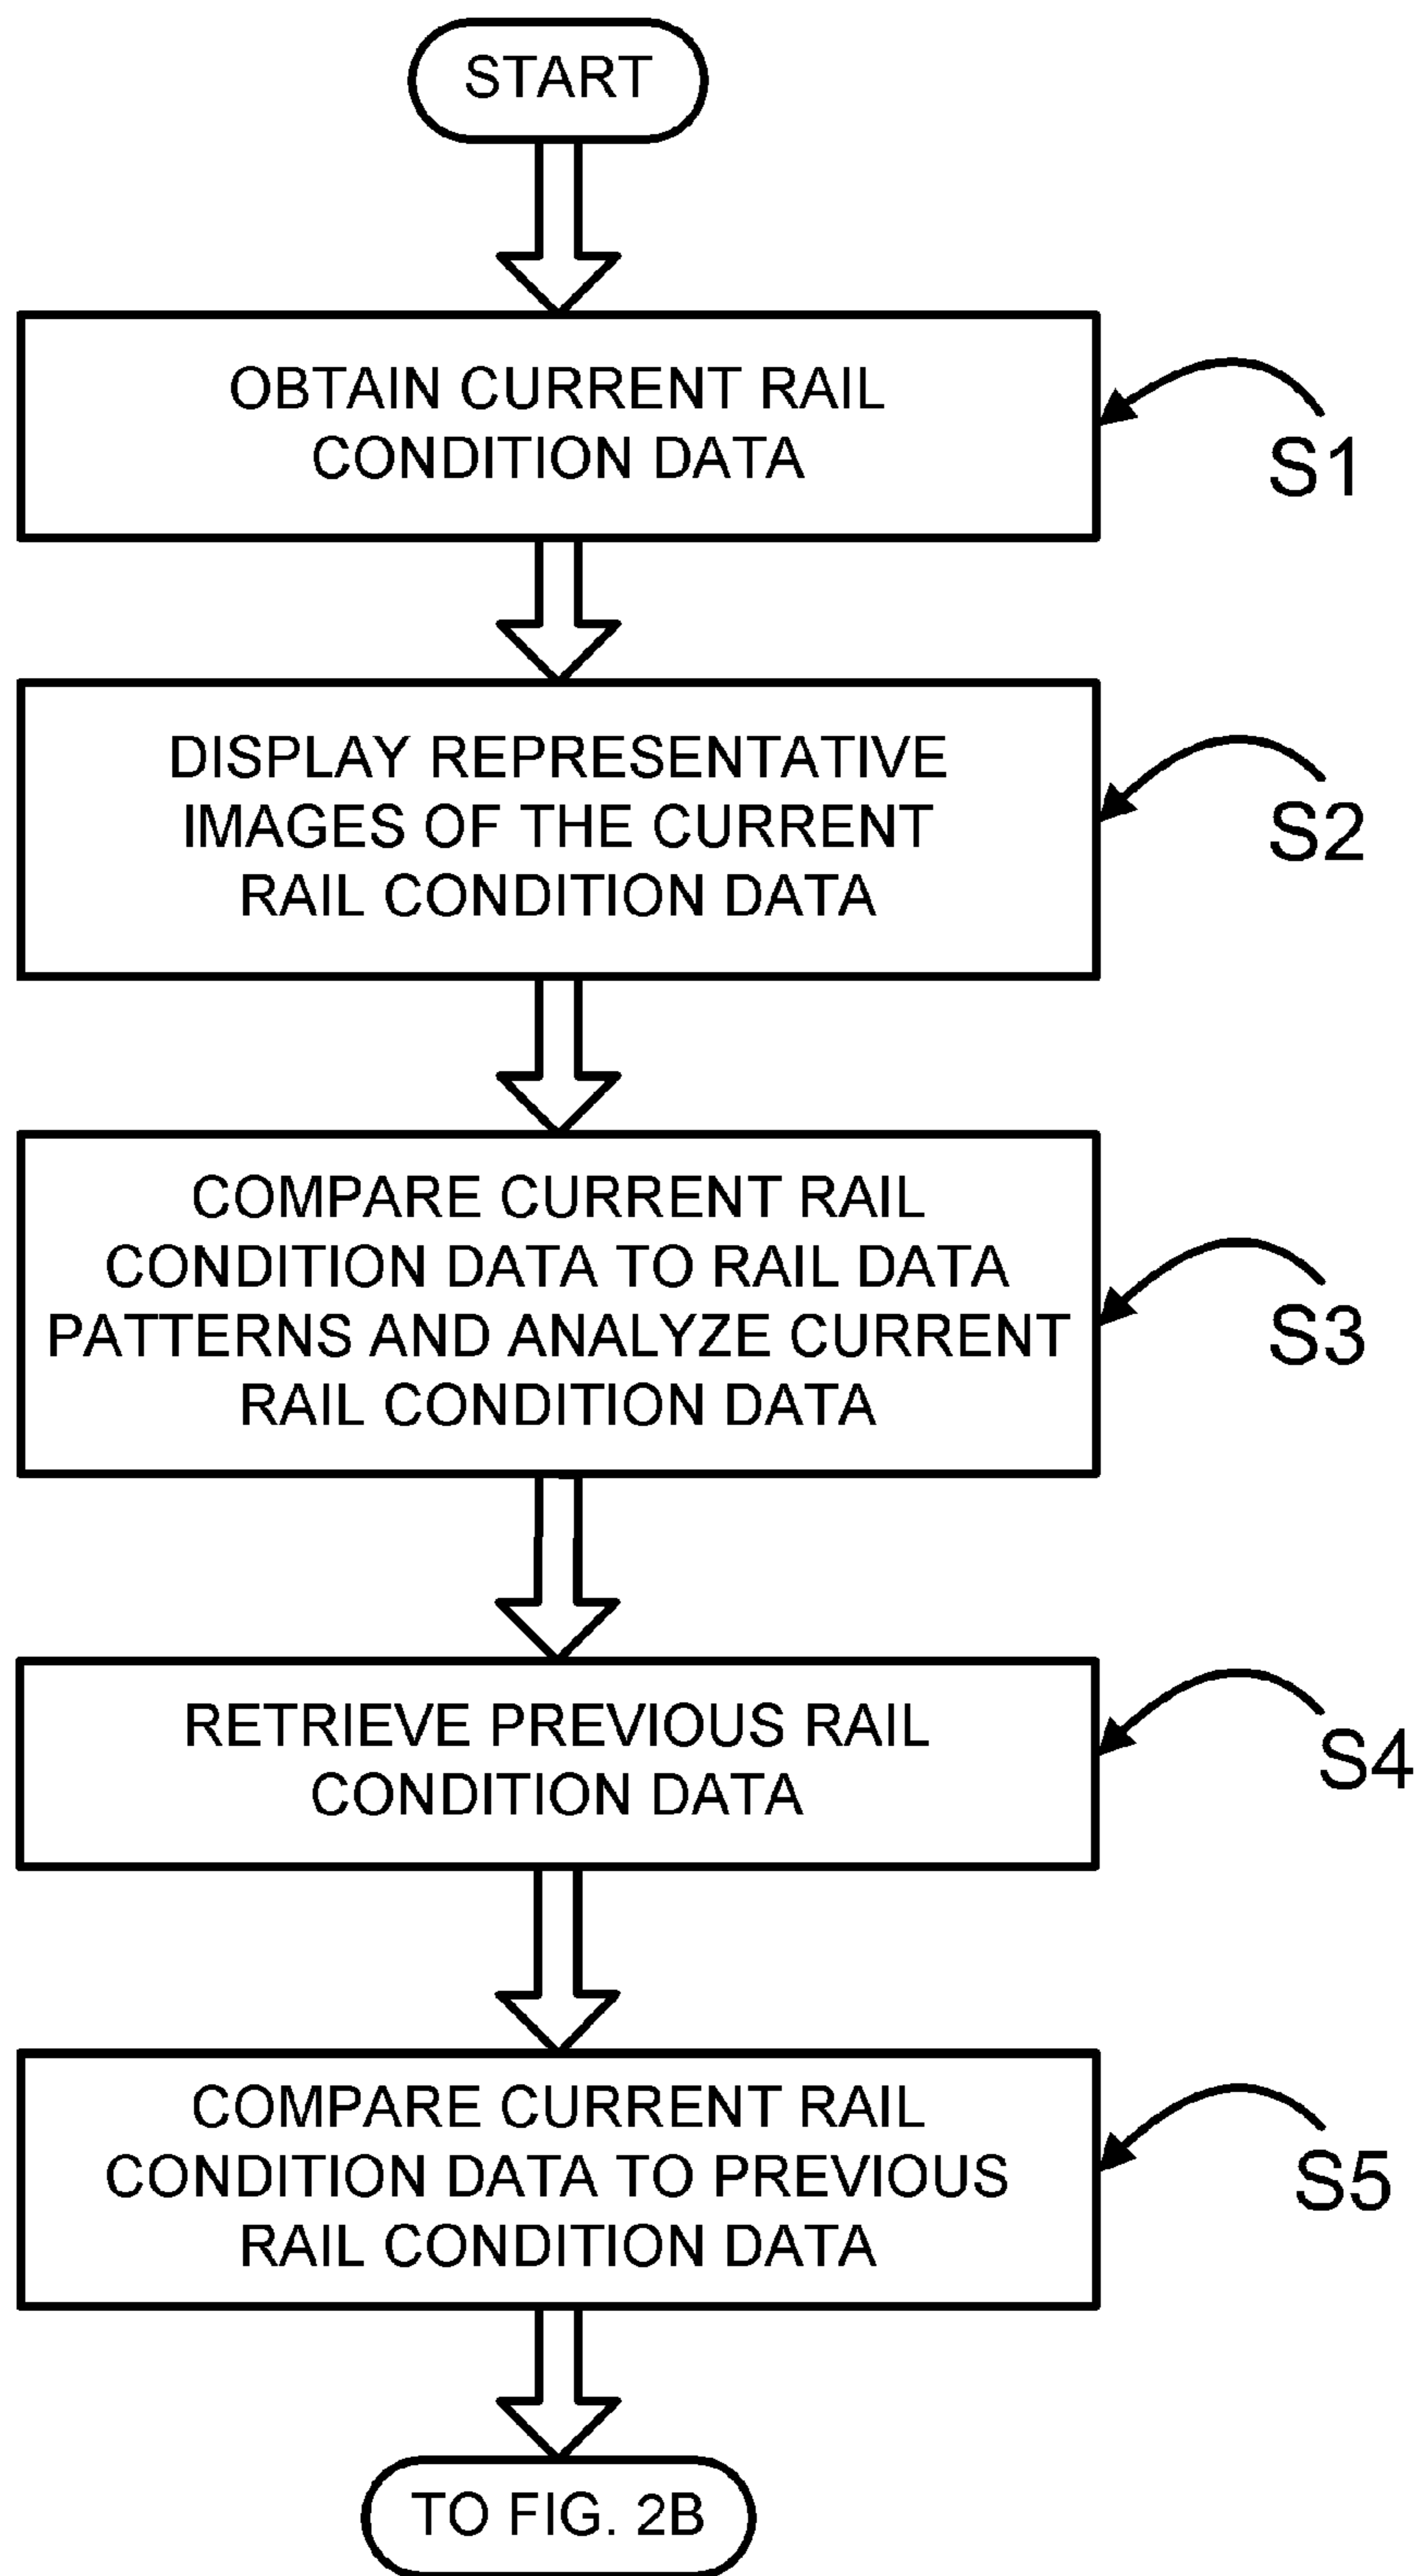 START
OBTAIN CURRENT RAIL
CONDITION DATA
S1
DISPLAY REPRESENTATIVE
IMAGES OF THE CURRENT
RAIL CONDITION DATA
S2
COMPARE CURRENT RAIL
CONDITION DATA TO RAIL DATA
PATTERNS AND ANALYZE CURRENT
RAIL CONDITION DATA
S3
RETRIEVE PREVIOUS RAIL
CONDITION DATA
S4
COMPARE CURRENT RAIL
CONDITION DATA TO PREVIOUS
RAIL CONDITION DATA
S5
TO FIG. 2B